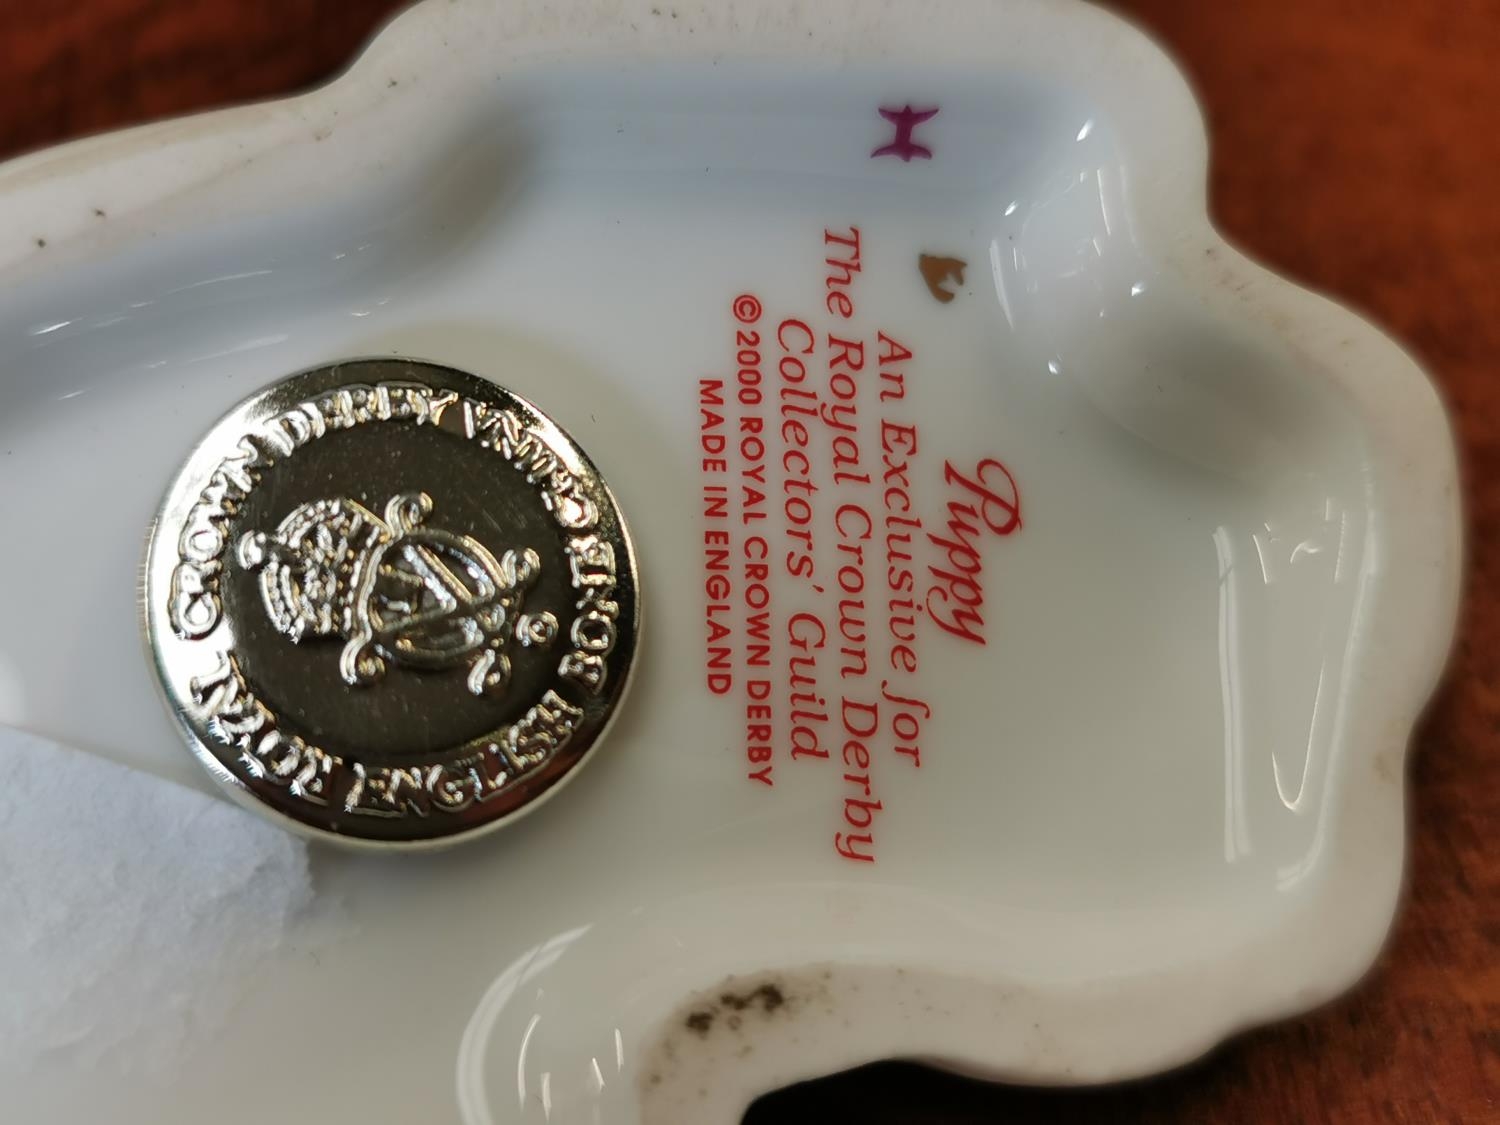 Puppy
An Exclusive for
The Royal Crown Derby
Collectors' Guild
© 2000 ROYAL CROWN DERBY
MADE IN ENGLAND
ROYAL CROWN DERBY
ENGLISH BONE CHINA